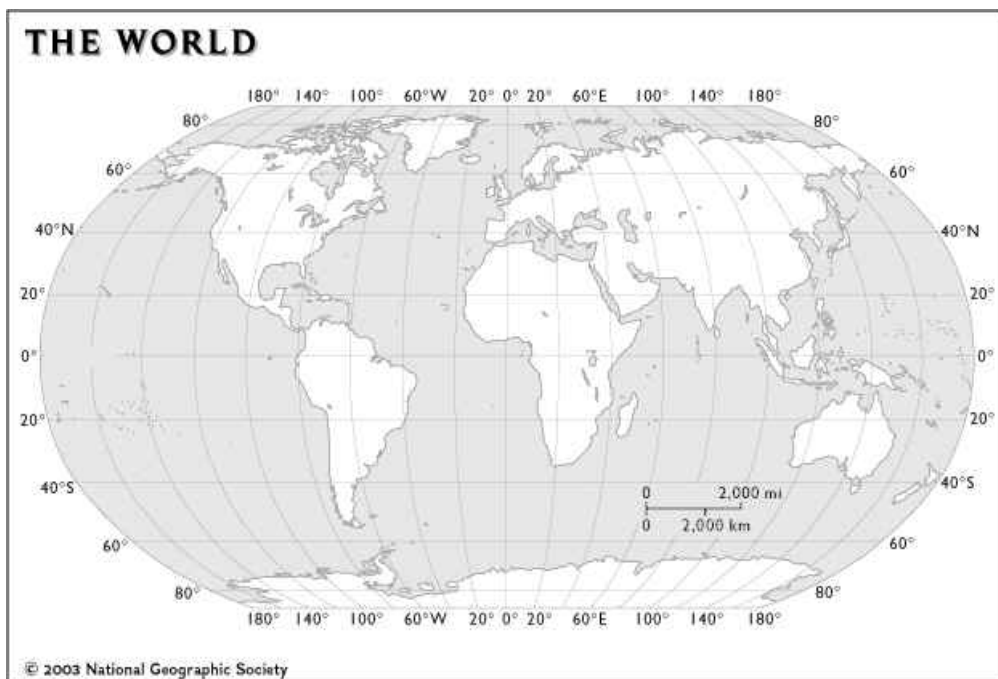 THE WORLD
180° 140° 100° 60°W 20° 0° 20° 60°E 100° 140° 180°
80° 80°
60° 60°
40°N 40°N
20° 20°
0° 0°
20° 20°
40°S 40°S
0 2,000 mi
0 2,000 km
60° 60°
80° 80°
180° 140° 100° 60°W 20° 0° 20° 60°E 100° 140° 180°
© 2003 National Geographic Society